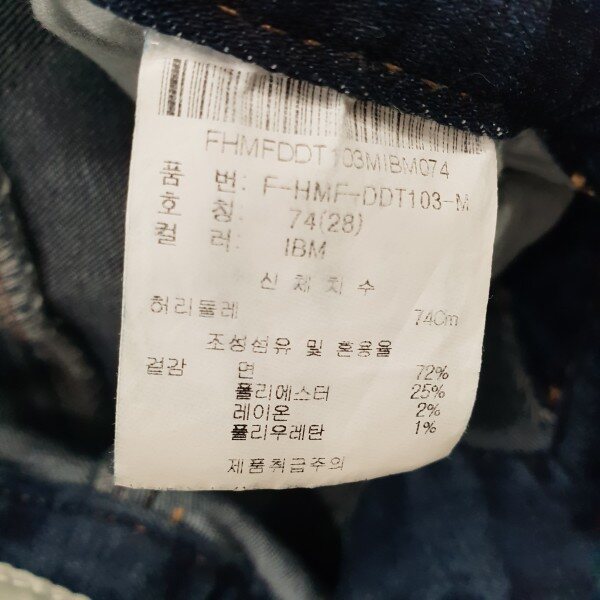 FHMFDDT103MIBM074
품 번 F-HMF-DDT103-M
호 칭 74(28)
컬 러 IBM
신 체 치 수
허리둘레 74Cm
조성섬유 및 혼용율
겉감 면 72%
폴리에스터 25%
레이온 2%
폴리우레탄 1%
제품취급주의